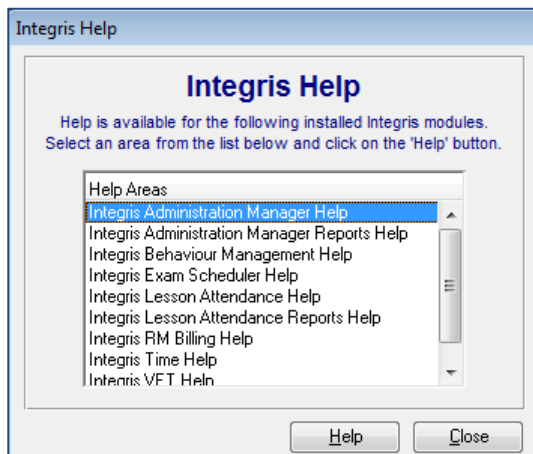 Integris Help
Integris Help
Help is available for the following installed Integris modules.
Select an area from the list below and click on the 'Help' button.
Help Areas
Integris Administration Manager Help
Integris Administration Manager Reports Help
Integris Behaviour Management Help
Integris Exam Scheduler Help
Integris Lesson Attendance Help
Integris Lesson Attendance Reports Help
Integris RM Billing Help
Integris Time Help
Integris VET Help
Help
Close